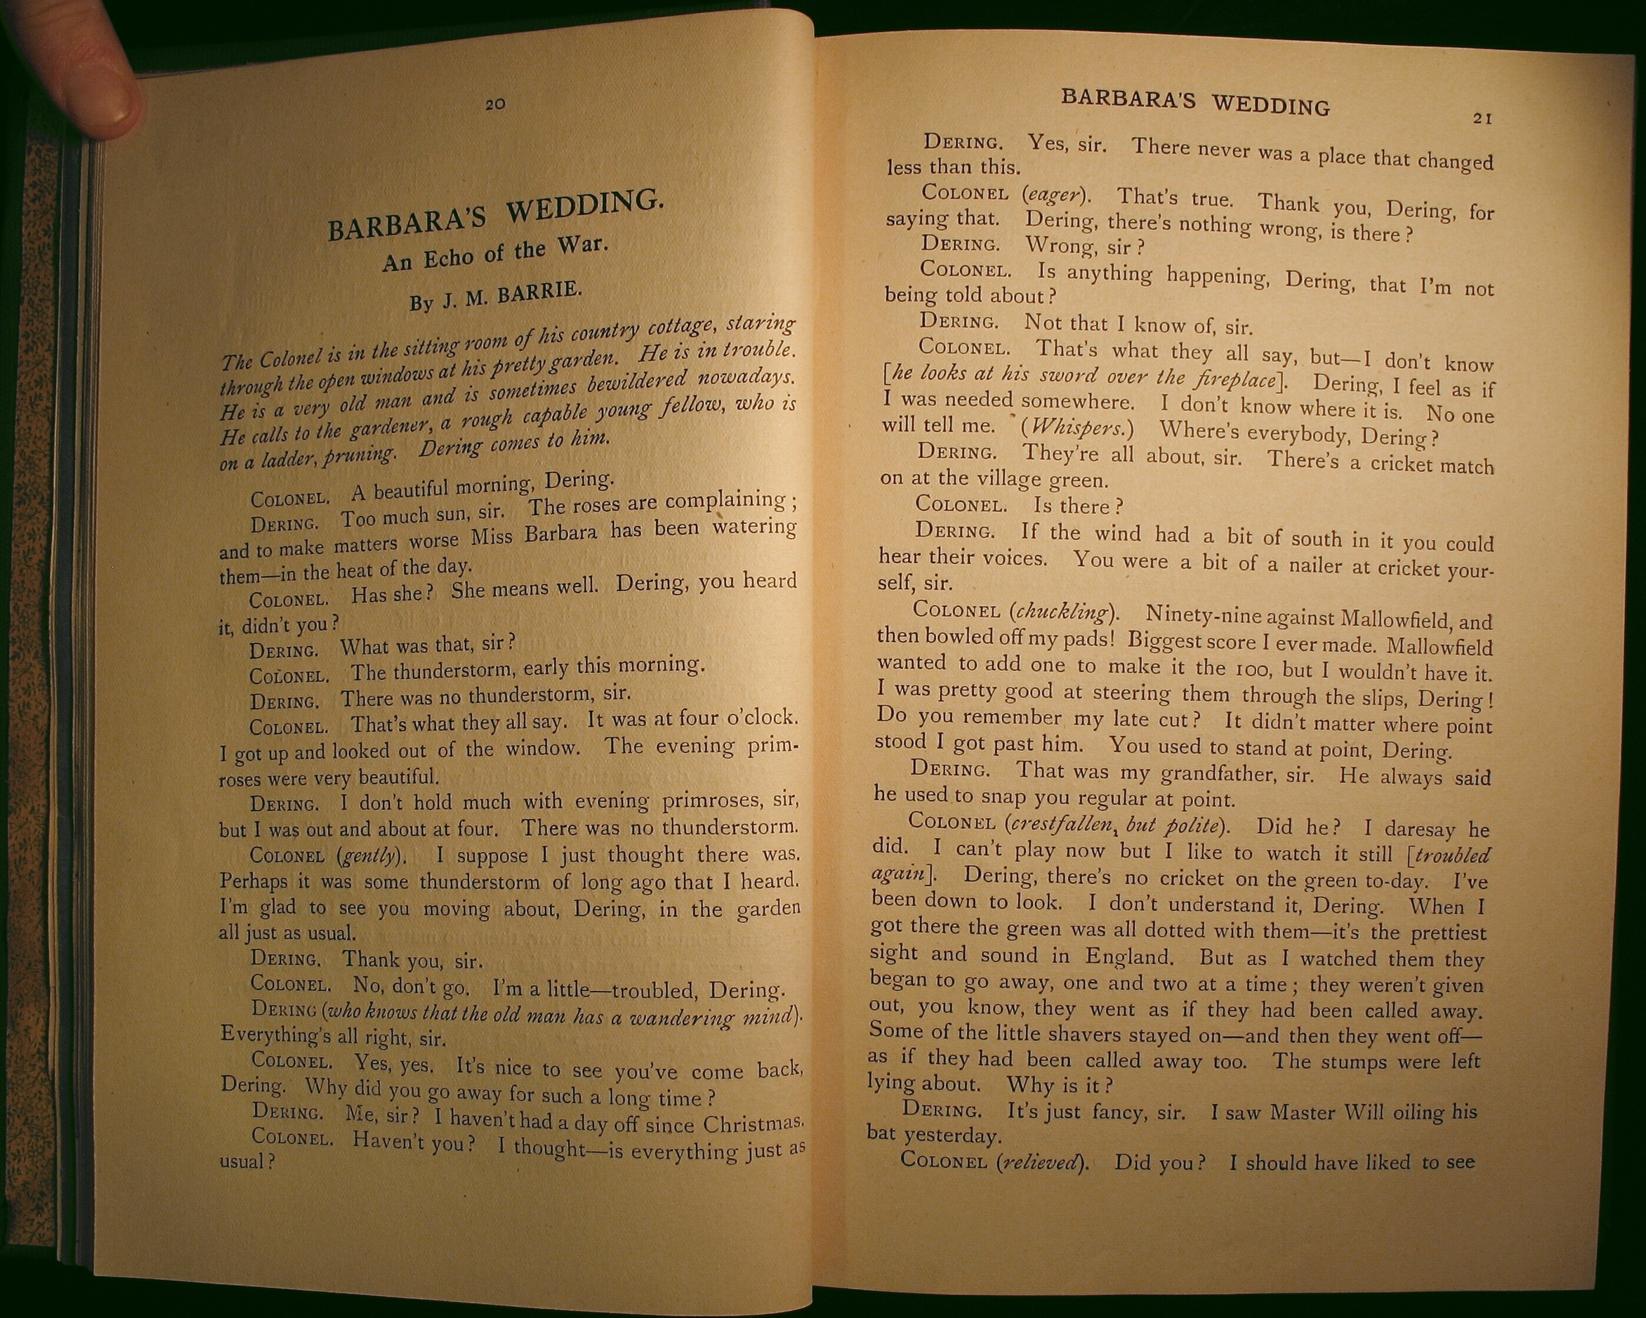 20
BARBARA'S WEDDING.
An Echo of the War.
By J. M. BARRIE.
The Colonel is in the sitting room of his country cottage, staring
through the open windows at his pretty garden. He is in trouble.
He is a very old man and is sometimes bewildered nowadays.
He calls to the gardener, a rough capable young fellow, who is
on a ladder, pruning. Dering comes to him.
COLONEL. A beautiful morning, Dering.
DERING. Too much sun, sir. The roses are complaining;
and to make matters worse Miss Barbara has been watering
them—in the heat of the day.
COLONEL. Has she? She means well. Dering, you heard
it, didn't you?
DERING. What was that, sir?
COLONEL. The thunderstorm, early this morning.
DERING. There was no thunderstorm, sir.
COLONEL. That's what they all say. It was at four o'clock.
I got up and looked out of the window. The evening prim-
roses were very beautiful.
DERING. I don't hold much with evening primroses, sir,
but I was out and about at four. There was no thunderstorm.
COLONEL (gently). I suppose I just thought there was.
Perhaps it was some thunderstorm of long ago that I heard.
I'm glad to see you moving about, Dering, in the garden
all just as usual.
DERING. Thank you, sir.
COLONEL. No, don't go. I'm a little—troubled, Dering.
DERING (who knows that the old man has a wandering mind).
Everything's all right, sir.
COLONEL. Yes, yes. It's nice to see you've come back,
Dering. Why did you go away for such a long time?
DERING. Me, sir? I haven't had a day off since Christmas.
COLONEL. Haven't you? I thought—is everything just as
usual?
BARBARA'S WEDDING
21
DERING. Yes, sir. There never was a place that changed
less than this.
COLONEL (eager). That's true. Thank you, Dering, for
saying that. Dering, there's nothing wrong, is there?
DERING. Wrong, sir?
COLONEL. Is anything happening, Dering, that I'm not
being told about?
DERING. Not that I know of, sir.
COLONEL. That's what they all say, but—I don't know
[he looks at his sword over the fireplace]. Dering, I feel as if
I was needed somewhere. I don't know where it is. No one
will tell me. (Whispers.) Where's everybody, Dering?
DERING. They're all about, sir. There's a cricket match
on at the village green.
COLONEL. Is there?
DERING. If the wind had a bit of south in it you could
hear their voices. You were a bit of a nailer at cricket your-
self, sir.
COLONEL (chuckling). Ninety-nine against Mallowfield, and
then bowled off my pads! Biggest score I ever made. Mallowfield
wanted to add one to make it the 100, but I wouldn't have it.
I was pretty good at steering them through the slips, Dering!
Do you remember my late cut? It didn't matter where point
stood I got past him. You used to stand at point, Dering.
DERING. That was my grandfather, sir. He always said
he used to snap you regular at point.
COLONEL (crestfallen, but polite). Did he? I daresay he
did. I can't play now but I like to watch it still [troubled
again]. Dering, there's no cricket on the green to-day. I've
been down to look. I don't understand it, Dering. When I
got there the green was all dotted with them—it's the prettiest
sight and sound in England. But as I watched them they
began to go away, one and two at a time; they weren't given
out, you know, they went as if they had been called away.
Some of the little shavers stayed on—and then they went off—
as if they had been called away too. The stumps were left
lying about. Why is it?
DERING. It's just fancy, sir. I saw Master Will oiling his
bat yesterday.
COLONEL (relieved). Did you? I should have liked to see